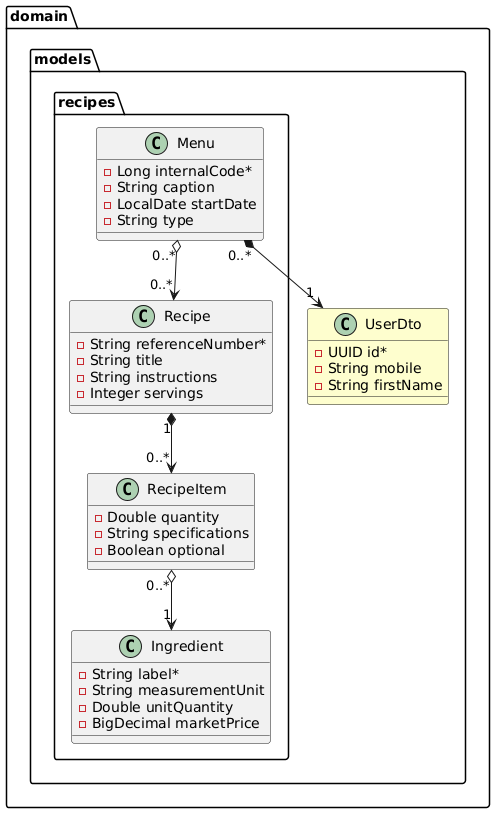 domain
models
recipes
C Menu
Long internalCode*
String caption
LocalDate startDate
String type
0..*
0..*
0..*
1
C Recipe
String referenceNumber*
String title
String instructions
Integer servings
C UserDto
UUID id*
String mobile
String firstName
1
0..*
C RecipeItem
Double quantity
String specifications
Boolean optional
0..*
1
C Ingredient
String label*
String measurementUnit
Double unitQuantity
BigDecimal marketPrice